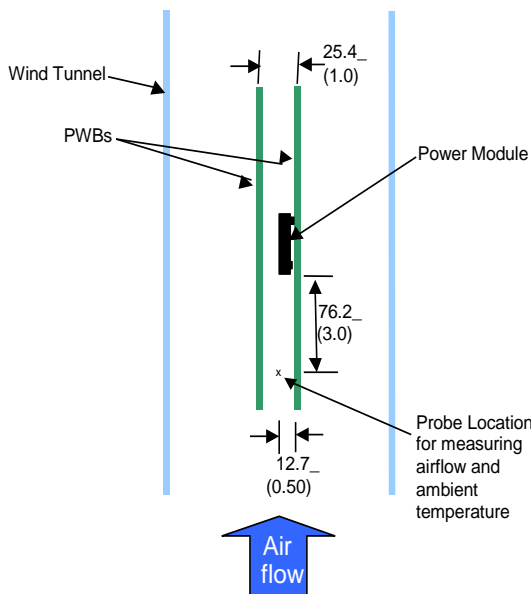 25.4_
(1.0)
Wind Tunnel
PWBs
Power Module
76.2_
(3.0)
x
Probe Location
for measuring
airflow and
ambient
temperature
12.7_
(0.50)
Air
flow